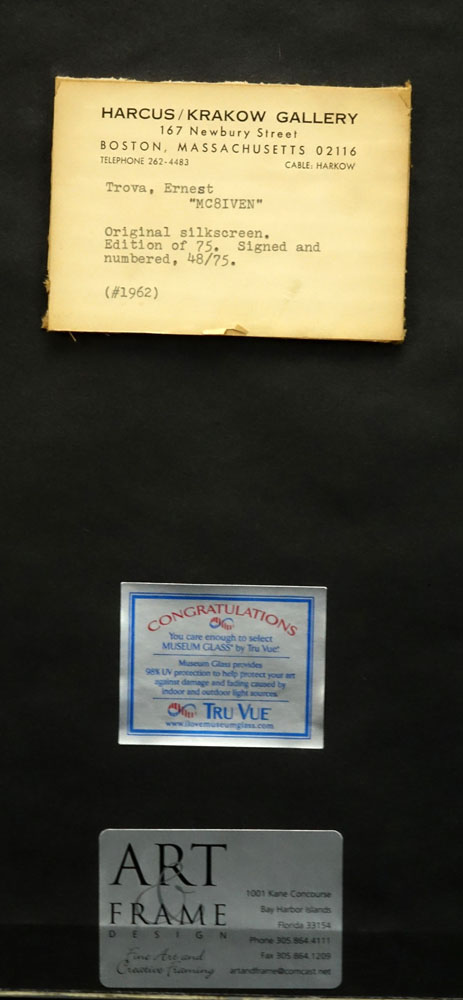 HARCUS/KRAKOW GALLERY
167 Newbury Street
BOSTON, MASSACHUSETTS 02116
TELEPHONE 262-4483 CABLE: HARKOW
Trova, Ernest
"MC8IVEN"
Original silkscreen.
Edition of 75. Signed and
numbered, 48/75.
(#1962)
CONGRATULATIONS
You care enough to select
MUSEUM GLASS® by Tru Vue®
Museum Glass provides
98% UV protection to help protect your art
against damage and fading caused by
indoor and outdoor light sources.
TRU VUE®
www.ilovemuseumglass.com
ART
&
FRAME
DESIGN
Fine Art and
Creative Framing
1001 Kane Concourse
Bay Harbor Islands
Florida 33154
Phone 305.864.4111
Fax 305.864.1209
artandframe@comcast.net